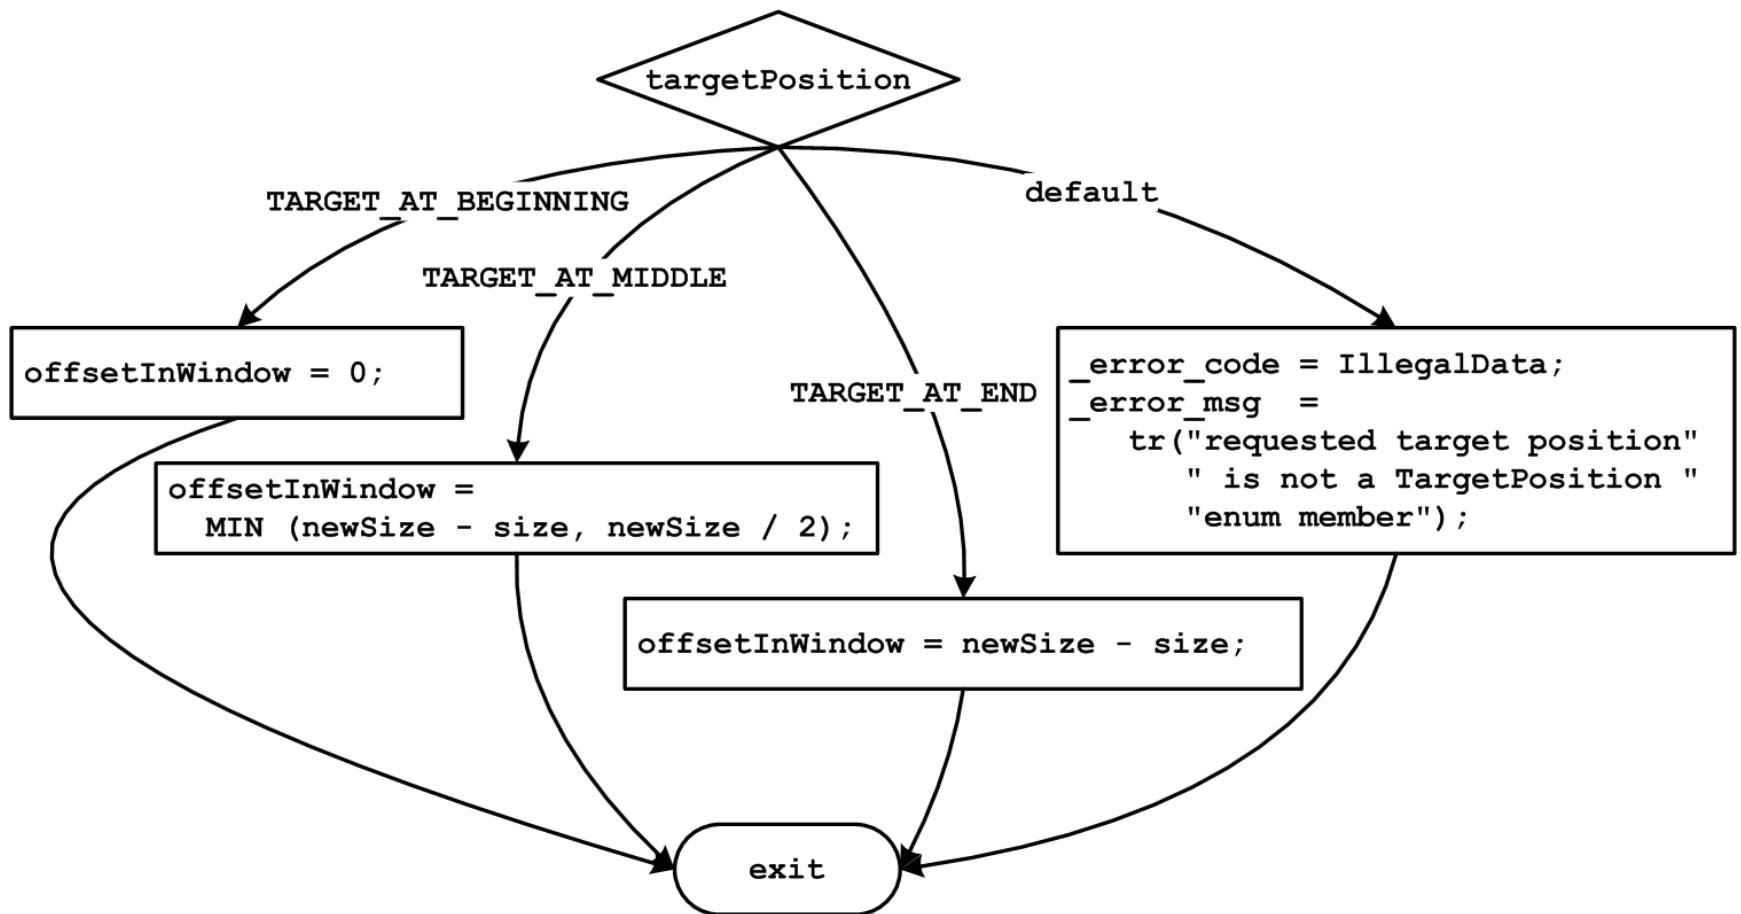 targetPosition
TARGET_AT_BEGINNING
default
TARGET_AT_MIDDLE
offsetInWindow = 0;
TARGET_AT_END
_error_code = IllegalData;
_error_msg  =
   tr("requested target position"
      " is not a TargetPosition "
      "enum member");
offsetInWindow =
  MIN (newSize - size, newSize / 2);
offsetInWindow = newSize - size;
exit